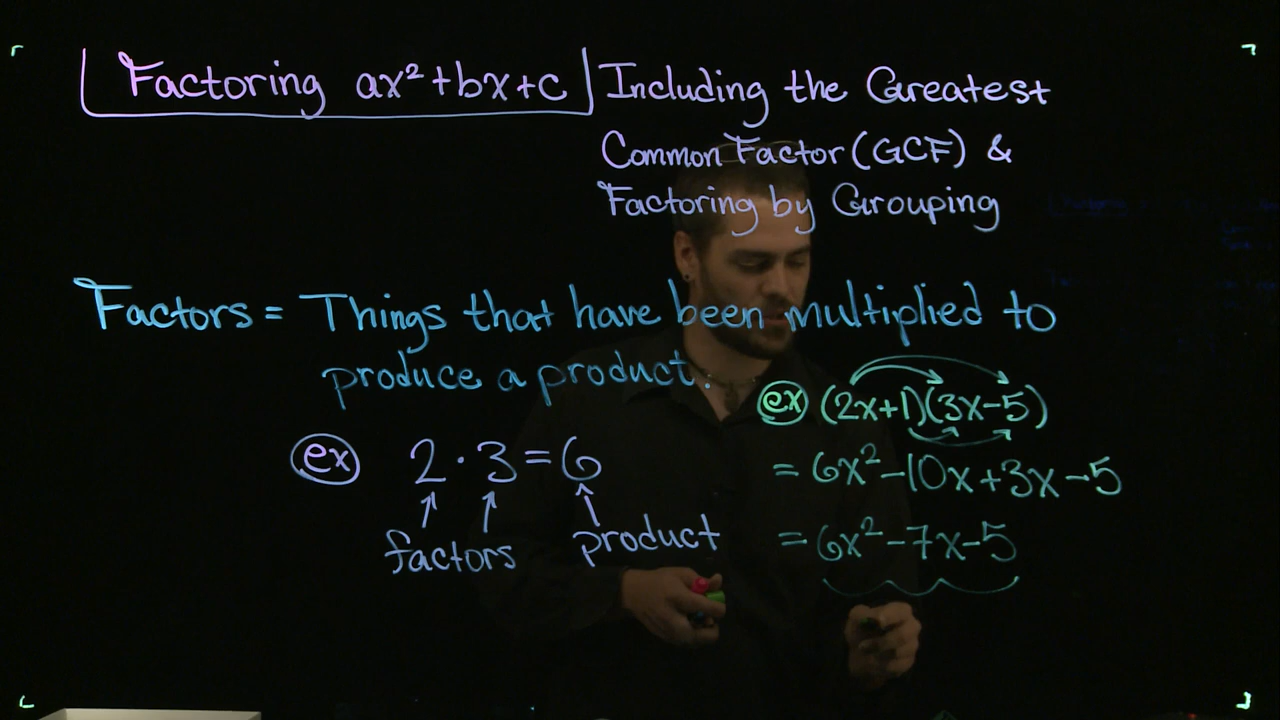 Factoring ax²+bx+c Including the Greatest
Common Factor (GCF) &
Factoring by Grouping
Factors = Things that have been multiplied to
produce a product.
ex 2·3=6
factors product
ex (2x+1)(3x-5)
= 6x²-10x+3x-5
= 6x²-7x-5